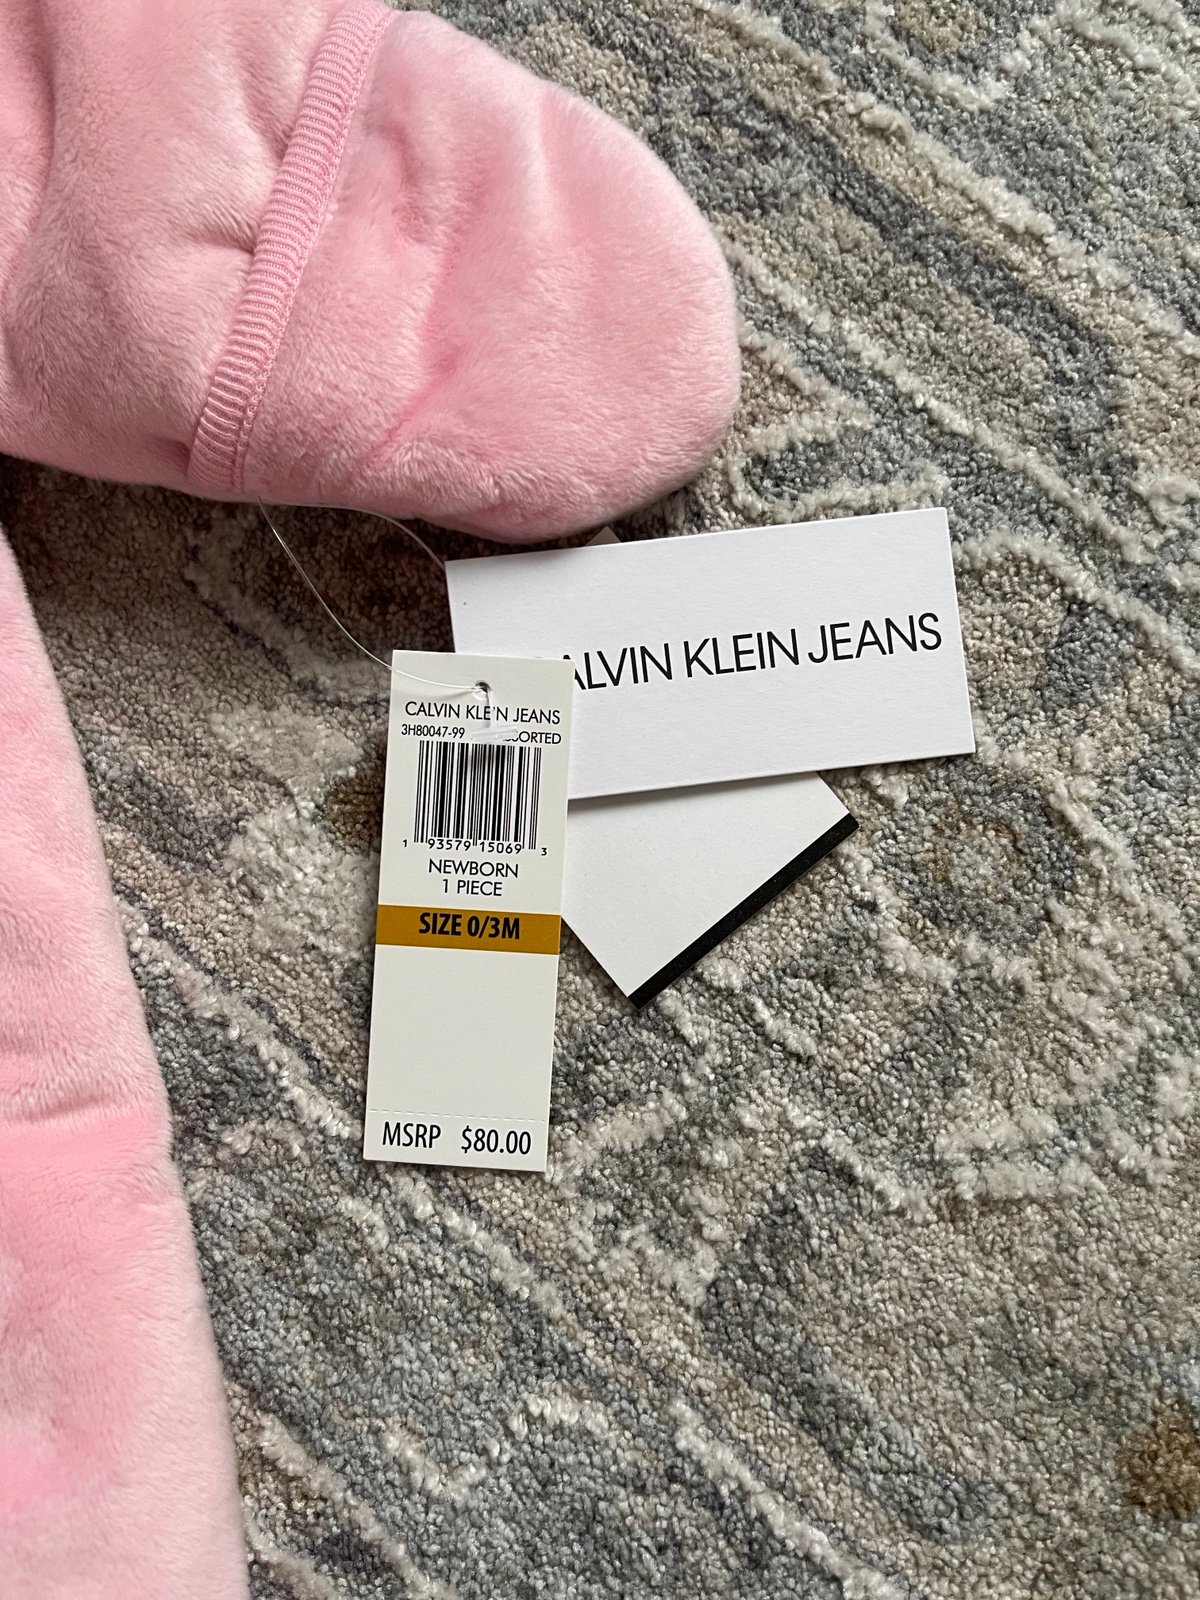 CALVIN KLEIN JEANS
CALVIN KLEIN JEANS
3H80047-99
1 93579 15069 3
NEWBORN
1 PIECE
SIZE 0/3M
MSRP $80.00